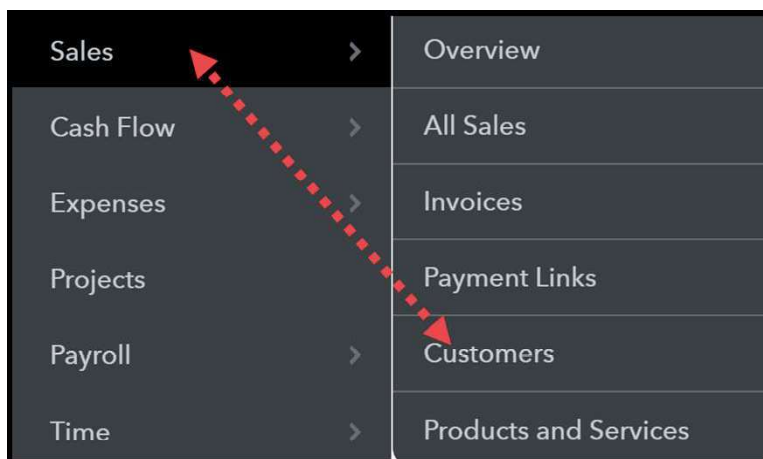 Sales
Cash Flow
Expenses
Projects
Payroll
Time
Overview
All Sales
Invoices
Payment Links
Customers
Products and Services